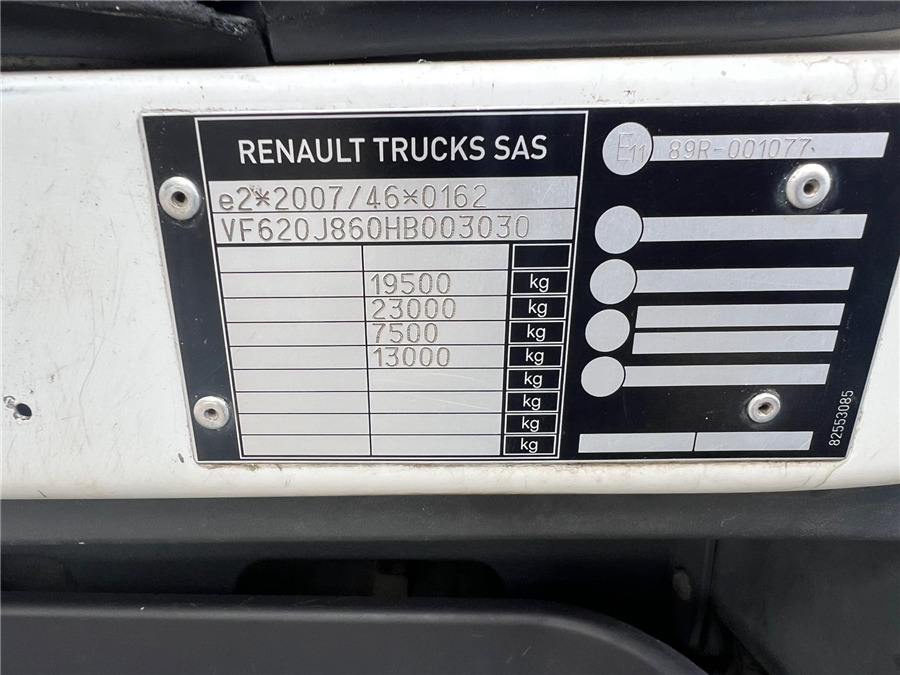 RENAULT TRUCKS SAS
e2*2007/46*0162
VF620J860HB003030
19500 kg
23000 kg
7500 kg
13000 kg
kg
kg
kg
kg
E11 89R-001077
82553085